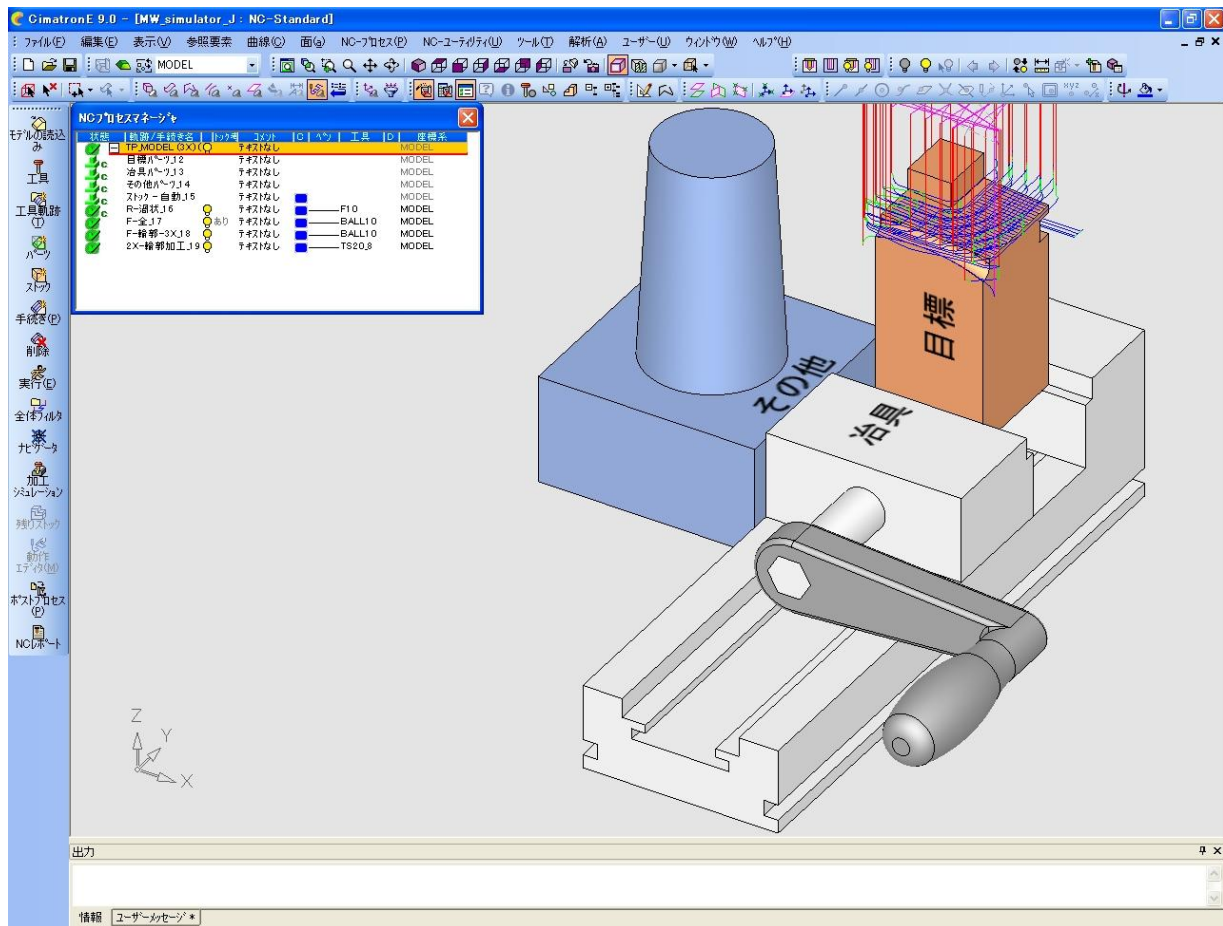 CimatronE 9.0 - [MW_simulator_J : NC-Standard]
ファイル(F) 編集(E) 表示(V) 参照要素 曲線(C) 面(a) NC-プロセス(P) NC-ユーティリティ(U) ツール(T) 解析(A) ユーザー(U) ウィンドウ(W) ヘルプ(H)
MODEL
NCプロセスマネージャ
状態 軌跡/手続き名 コメント C ペン 工具 D 座標系
TP_MODEL (3X) テキストなし MODEL
目標パーツ_12 テキストなし MODEL
治具パーツ_13 テキストなし MODEL
その他パーツ_14 テキストなし MODEL
ストック - 自動_15 テキストなし MODEL
R-渦状_16 テキストなし F10 MODEL
F-全_17 あり テキストなし BALL10 MODEL
F-輪郭-3X_18 テキストなし BALL10 MODEL
2X-輪郭加工_19 テキストなし TS20_8 MODEL
モデルの読込み
工具
工具軌跡(T)
パーツ
ストック
手続き(P)
削除
実行(E)
全体フィルタ
ナビゲータ
加工シミュレーション
残りストック
動作エディタ(M)
ポストプロセス(P)
NCレポート
目標
その他
治具
Z
Y
X
出力
情報 ユーザーメッセージ *